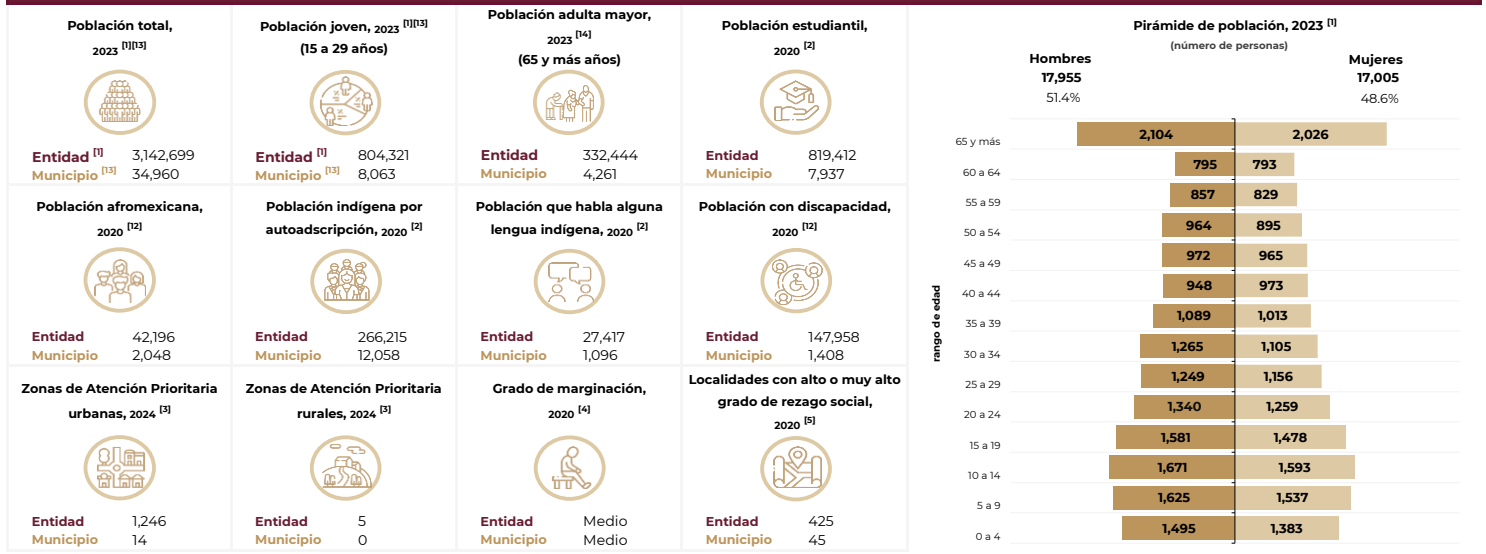 Población total,
2023 [1][13]
Entidad [1] 3,142,699
Municipio [13] 34,960
Población joven, 2023 [1][13]
(15 a 29 años)
Entidad [1] 804,321
Municipio [13] 8,063
Población adulta mayor,
2023 [14]
(65 y más años)
Entidad 332,444
Municipio 4,261
Población estudiantil,
2020 [2]
Entidad 819,412
Municipio 7,937
Población afromexicana,
2020 [12]
Entidad 42,196
Municipio 2,048
Población indígena por
autoadscripción, 2020 [2]
Entidad 266,215
Municipio 12,058
Población que habla alguna
lengua indígena, 2020 [2]
Entidad 27,417
Municipio 1,096
Población con discapacidad,
2020 [12]
Entidad 147,958
Municipio 1,408
Zonas de Atención Prioritaria
urbanas, 2024 [3]
Entidad 1,246
Municipio 14
Zonas de Atención Prioritaria
rurales, 2024 [3]
Entidad 5
Municipio 0
Grado de marginación,
2020 [4]
Entidad Medio
Municipio Medio
Localidades con alto o muy alto
grado de rezago social,
2020 [5]
Entidad 425
Municipio 45
Pirámide de población, 2023 [1]
(número de personas)
Hombres Mujeres
17,955 17,005
51.4% 48.6%
rango de edad
65 y más 2,104 2,026
60 a 64 795 793
55 a 59 857 829
50 a 54 964 895
45 a 49 972 965
40 a 44 948 973
35 a 39 1,089 1,013
30 a 34 1,265 1,105
25 a 29 1,249 1,156
20 a 24 1,340 1,259
15 a 19 1,581 1,478
10 a 14 1,671 1,593
5 a 9 1,625 1,537
0 a 4 1,495 1,383